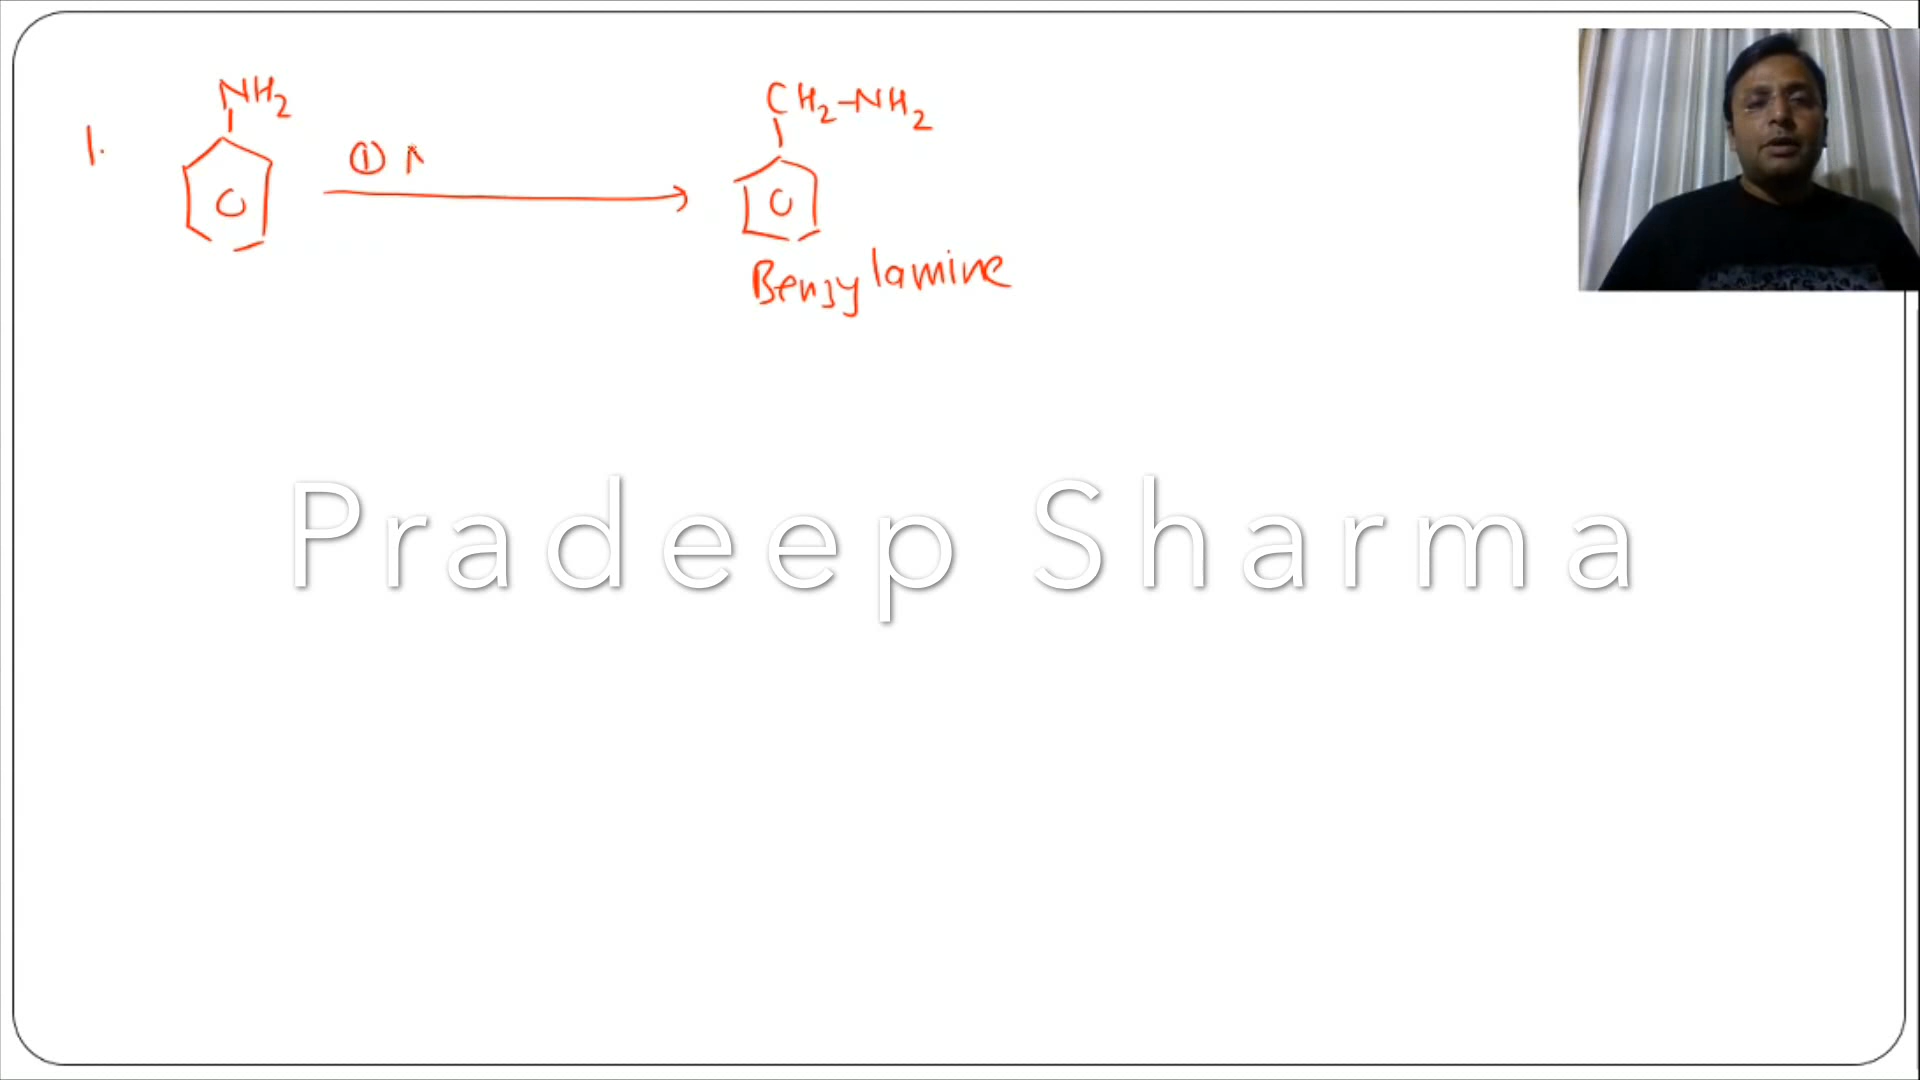 NH2
CH2-NH2
1.
① N
Benzylamine
Pradeep Sharma